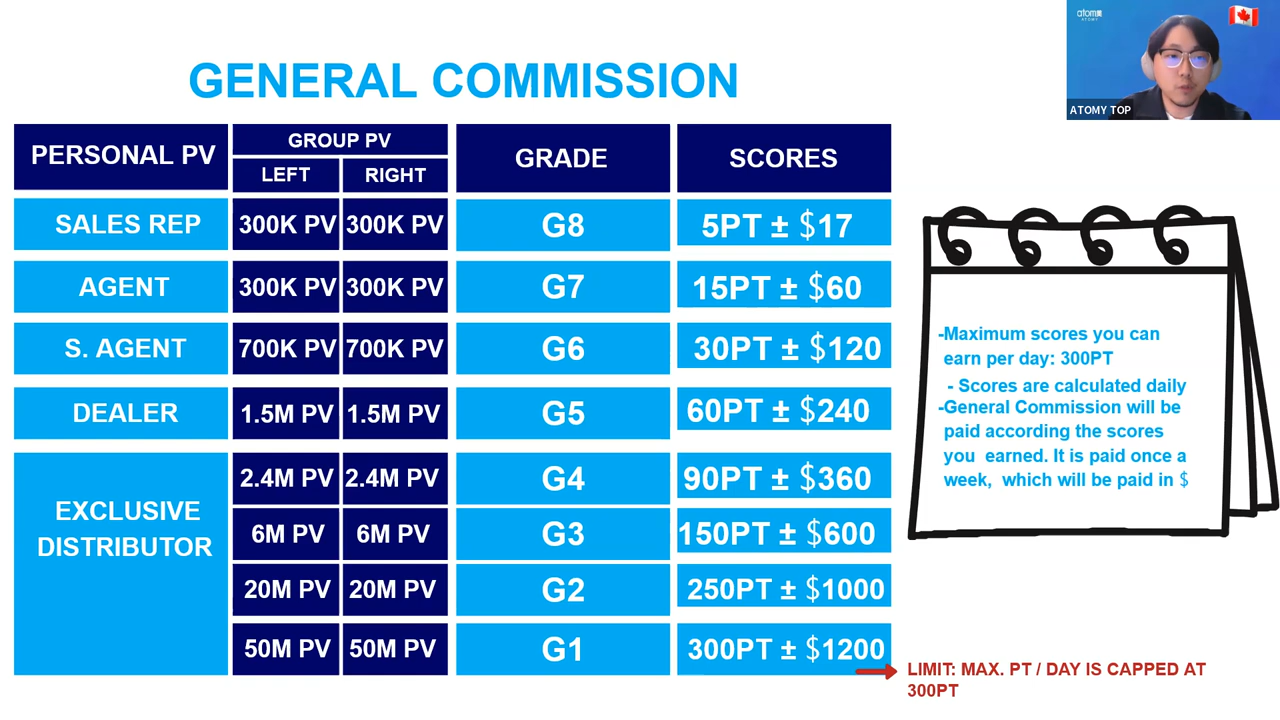 GENERAL COMMISSION
PERSONAL PV
GROUP PV
LEFT RIGHT
GRADE
SCORES
SALES REP 300K PV 300K PV G8 5PT ± $17
AGENT 300K PV 300K PV G7 15PT ± $60
S. AGENT 700K PV 700K PV G6 30PT ± $120
DEALER 1.5M PV 1.5M PV G5 60PT ± $240
EXCLUSIVE
DISTRIBUTOR
2.4M PV 2.4M PV G4 90PT ± $360
6M PV 6M PV G3 150PT ± $600
20M PV 20M PV G2 250PT ± $1000
50M PV 50M PV G1 300PT ± $1200
LIMIT: MAX. PT / DAY IS CAPPED AT
300PT
-Maximum scores you can
earn per day: 300PT
- Scores are calculated daily
-General Commission will be
paid according the scores
you earned. It is paid once a
week, which will be paid in $
ATOMY
ATOMY TOP